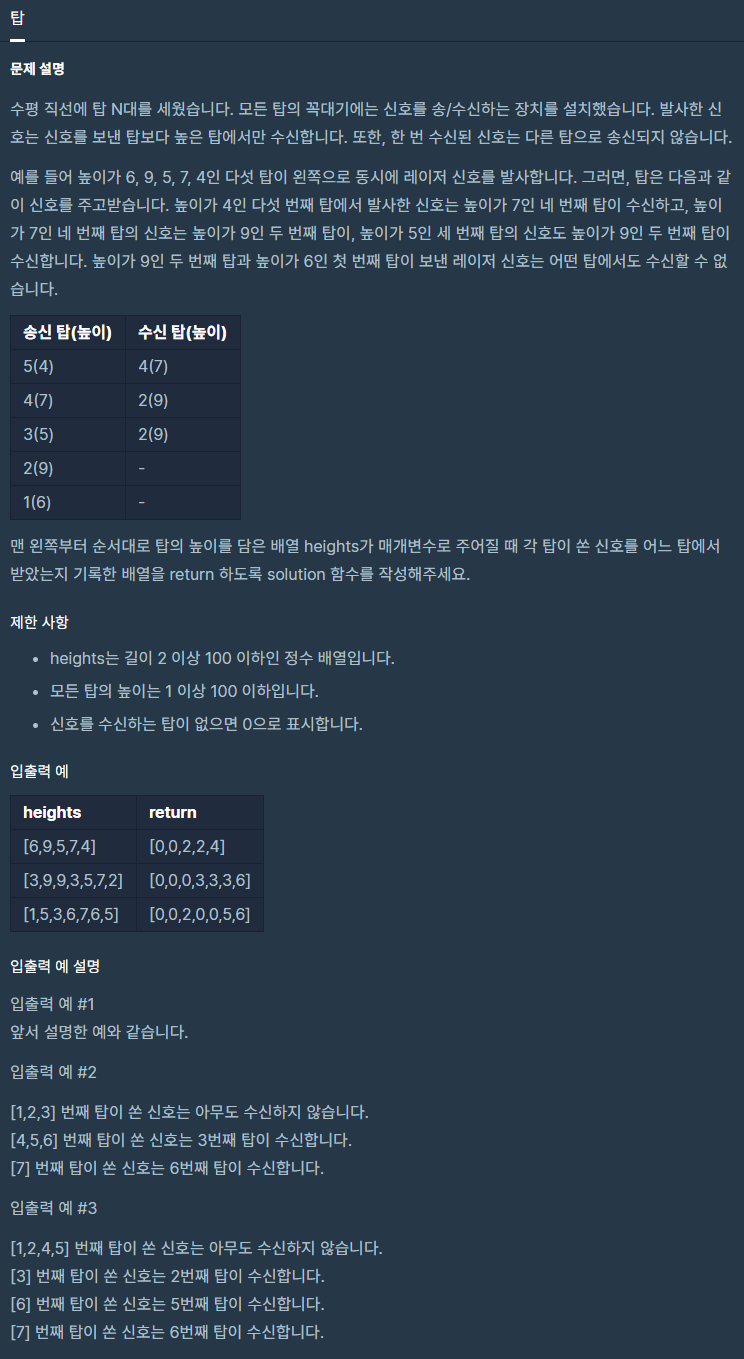 탑
문제 설명
수평 직선에 탑 N대를 세웠습니다. 모든 탑의 꼭대기에는 신호를 송/수신하는 장치를 설치했습니다. 발사한 신
호는 신호를 보낸 탑보다 높은 탑에서만 수신합니다. 또한, 한 번 수신된 신호는 다른 탑으로 송신되지 않습니다.
예를 들어 높이가 6, 9, 5, 7, 4인 다섯 탑이 왼쪽으로 동시에 레이저 신호를 발사합니다. 그러면, 탑은 다음과 같
이 신호를 주고받습니다. 높이가 4인 다섯 번째 탑에서 발사한 신호는 높이가 7인 네 번째 탑이 수신하고, 높이
가 7인 네 번째 탑의 신호는 높이가 9인 두 번째 탑이, 높이가 5인 세 번째 탑의 신호도 높이가 9인 두 번째 탑이
수신합니다. 높이가 9인 두 번째 탑과 높이가 6인 첫 번째 탑이 보낸 레이저 신호는 어떤 탑에서도 수신할 수 없
습니다.
송신 탑(높이) 수신 탑(높이)
5(4) 4(7)
4(7) 2(9)
3(5) 2(9)
2(9) -
1(6) -
맨 왼쪽부터 순서대로 탑의 높이를 담은 배열 heights가 매개변수로 주어질 때 각 탑이 쏜 신호를 어느 탑에서
받았는지 기록한 배열을 return 하도록 solution 함수를 작성해주세요.
제한 사항
• heights는 길이 2 이상 100 이하인 정수 배열입니다.
• 모든 탑의 높이는 1 이상 100 이하입니다.
• 신호를 수신하는 탑이 없으면 0으로 표시합니다.
입출력 예
heights return
[6,9,5,7,4] [0,0,2,2,4]
[3,9,9,3,5,7,2] [0,0,0,3,3,3,6]
[1,5,3,6,7,6,5] [0,0,2,0,0,5,6]
입출력 예 설명
입출력 예 #1
앞서 설명한 예와 같습니다.
입출력 예 #2
[1,2,3] 번째 탑이 쏜 신호는 아무도 수신하지 않습니다.
[4,5,6] 번째 탑이 쏜 신호는 3번째 탑이 수신합니다.
[7] 번째 탑이 쏜 신호는 6번째 탑이 수신합니다.
입출력 예 #3
[1,2,4,5] 번째 탑이 쏜 신호는 아무도 수신하지 않습니다.
[3] 번째 탑이 쏜 신호는 2번째 탑이 수신합니다.
[6] 번째 탑이 쏜 신호는 5번째 탑이 수신합니다.
[7] 번째 탑이 쏜 신호는 6번째 탑이 수신합니다.